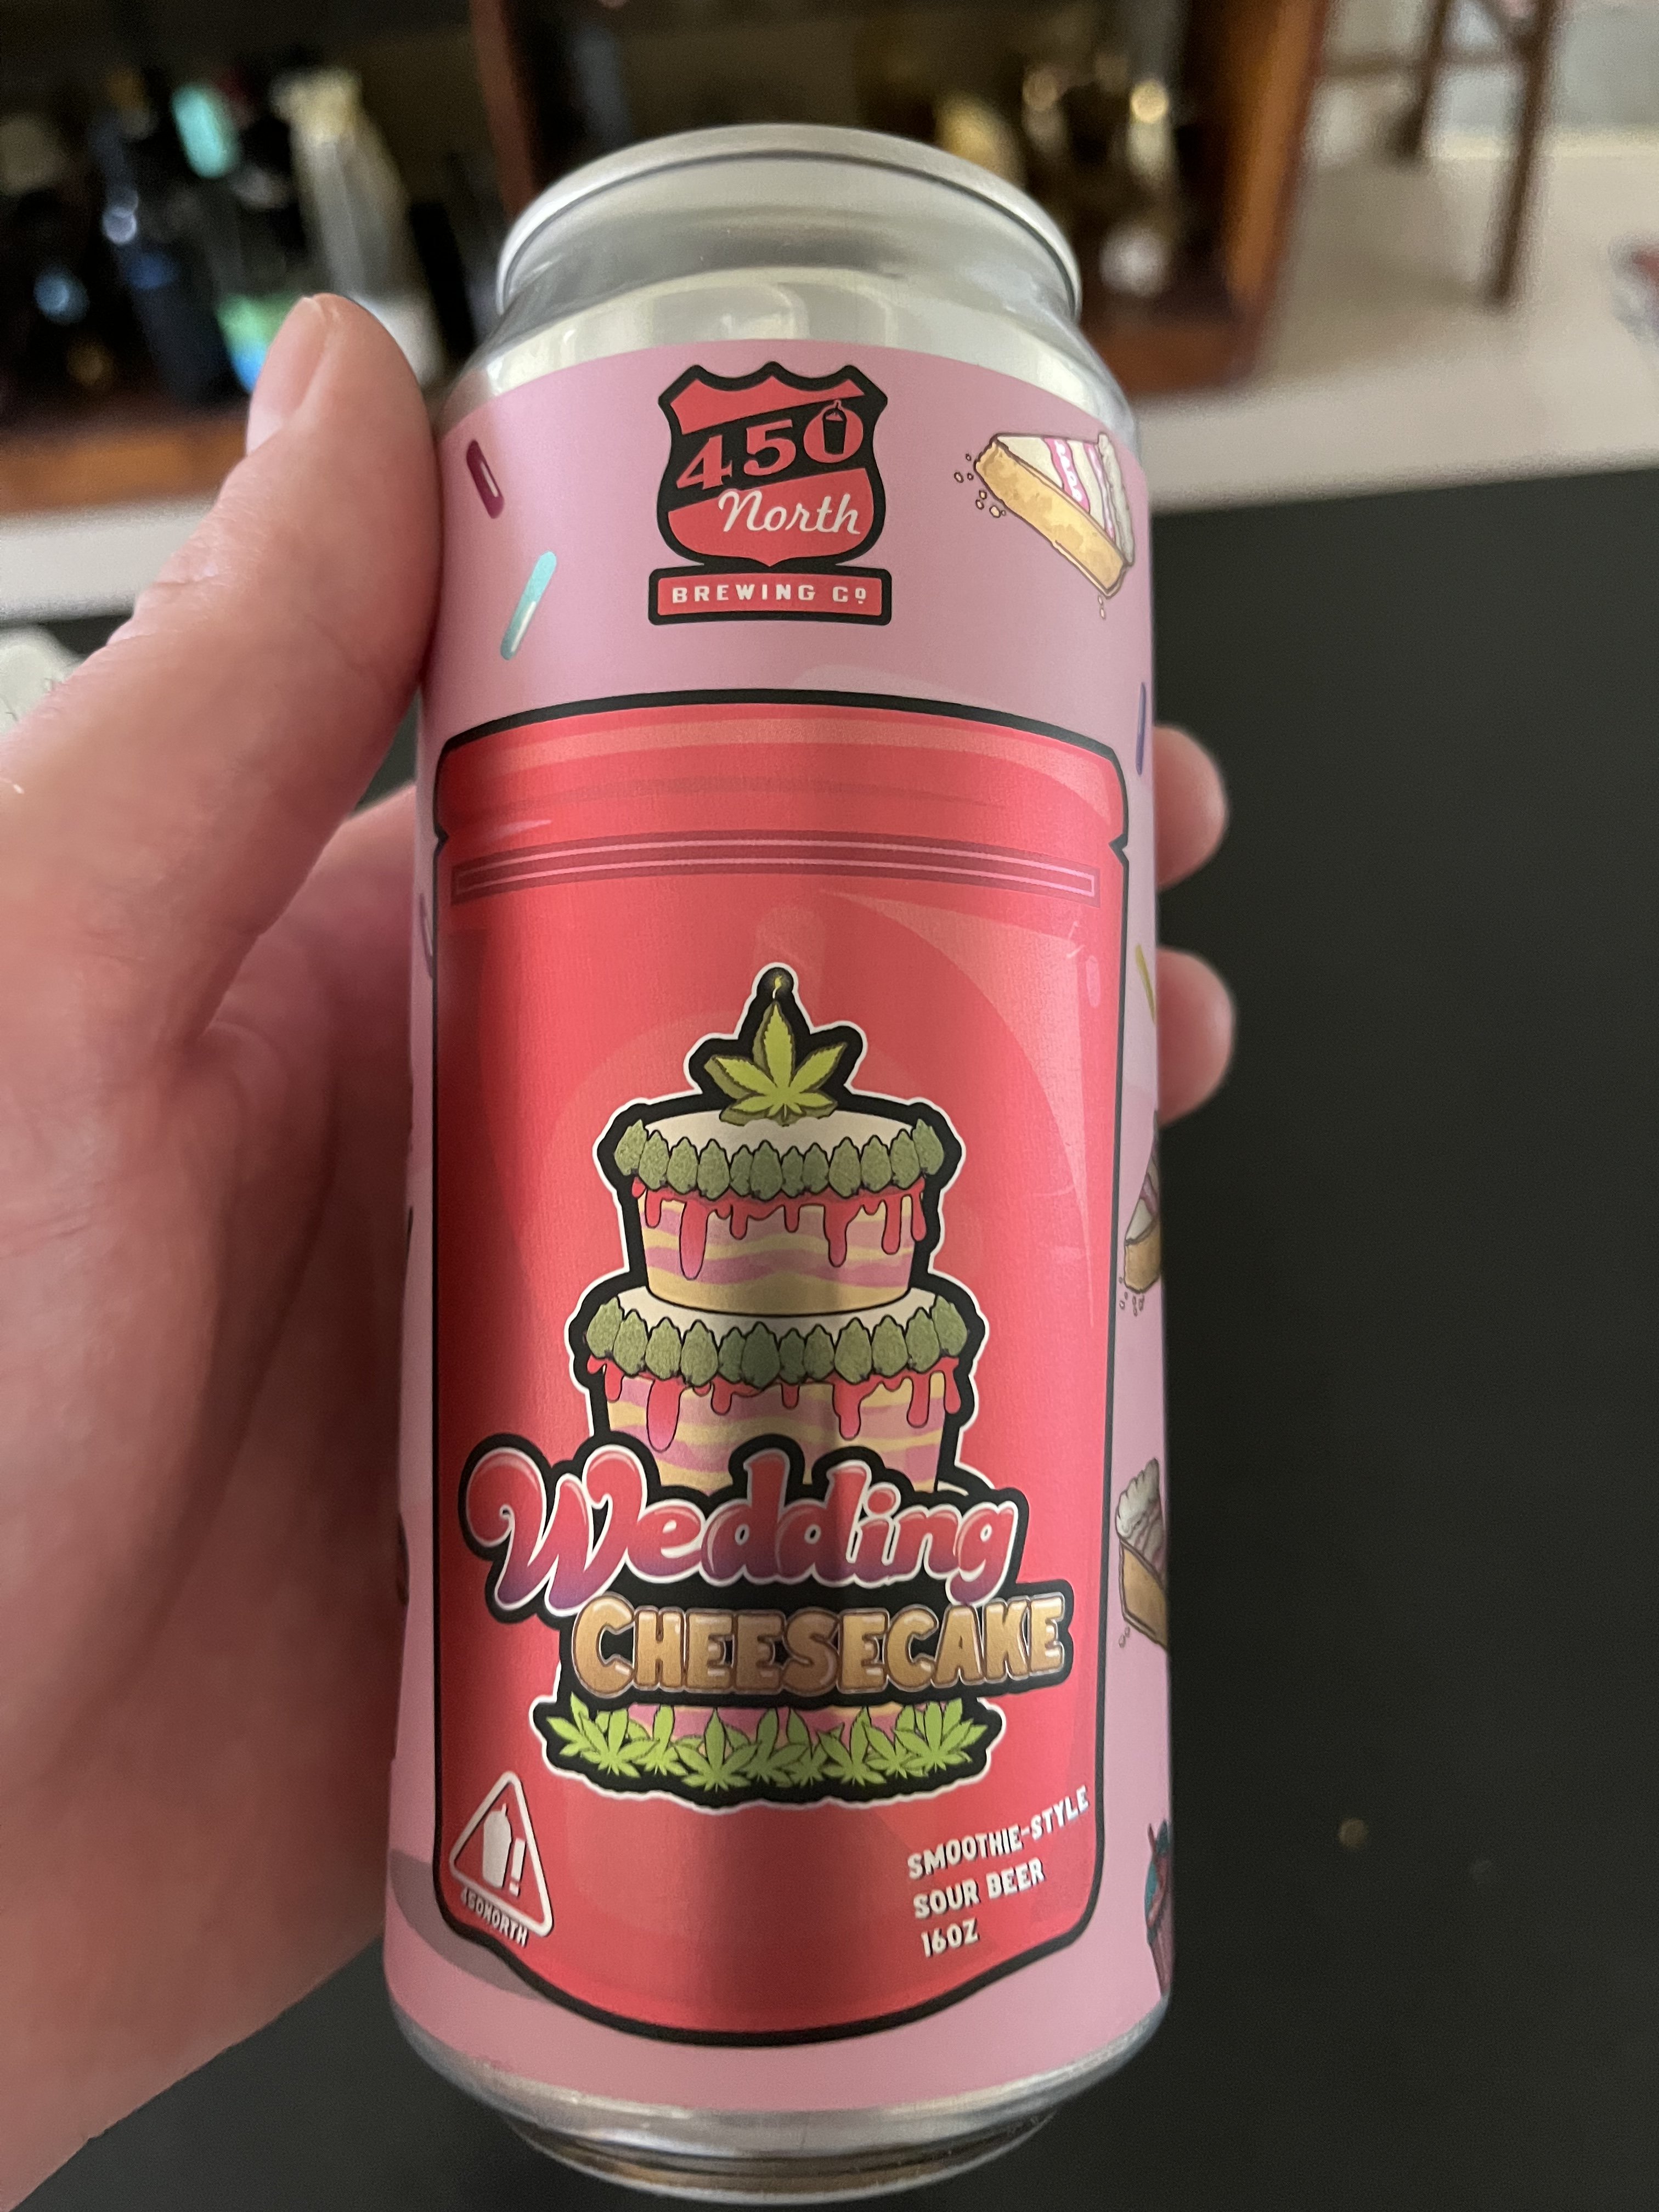 450
North
BREWING Cº
Wedding
CHEESECAKE
450NORTH
SMOOTHIE-STYLE
SOUR BEER
16OZ